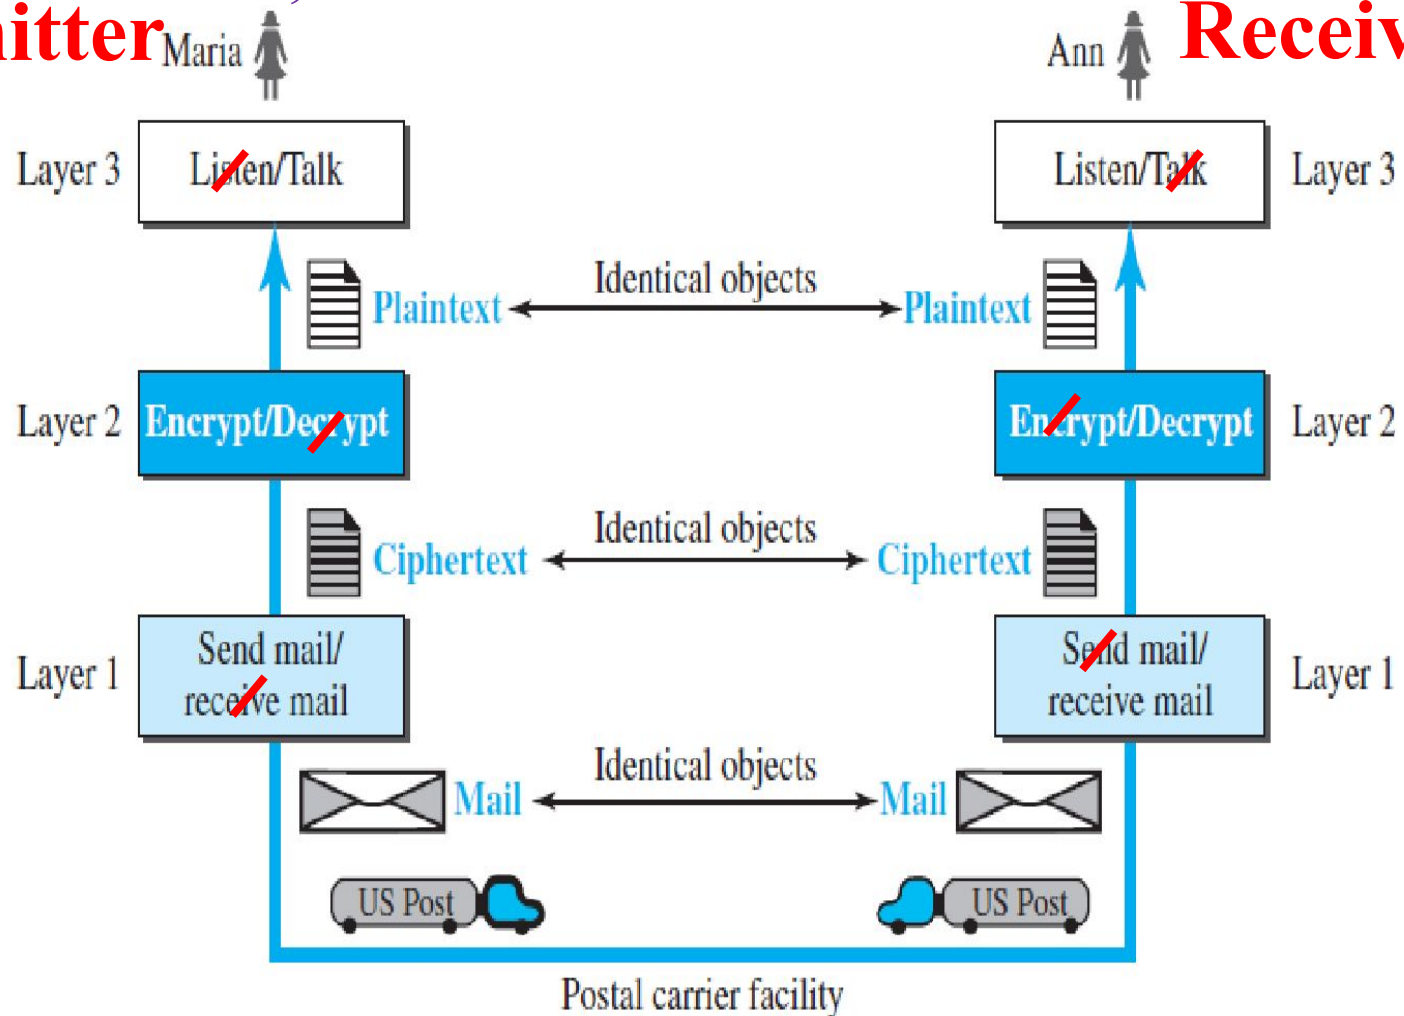 itter
Maria
Ann
Receiv
Layer 3
Listen/Talk
Listen/Talk
Layer 3
Identical objects
Plaintext
Plaintext
Layer 2
Encrypt/Decrypt
Encrypt/Decrypt
Layer 2
Identical objects
Ciphertext
Ciphertext
Layer 1
Send mail/
receive mail
Send mail/
receive mail
Layer 1
Identical objects
Mail
Mail
US Post
US Post
Postal carrier facility